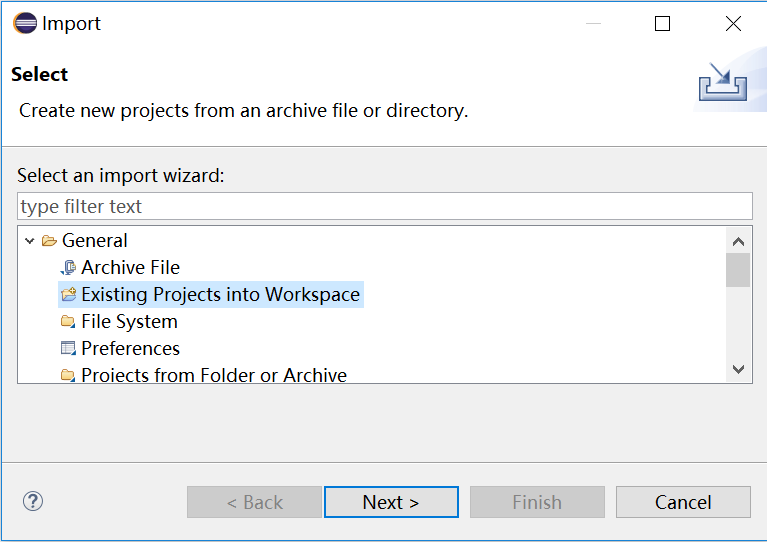 Import
Select
Create new projects from an archive file or directory.
Select an import wizard:
type filter text
General
Archive File
Existing Projects into Workspace
File System
Preferences
Projects from Folder or Archive
< Back
Next >
Finish
Cancel